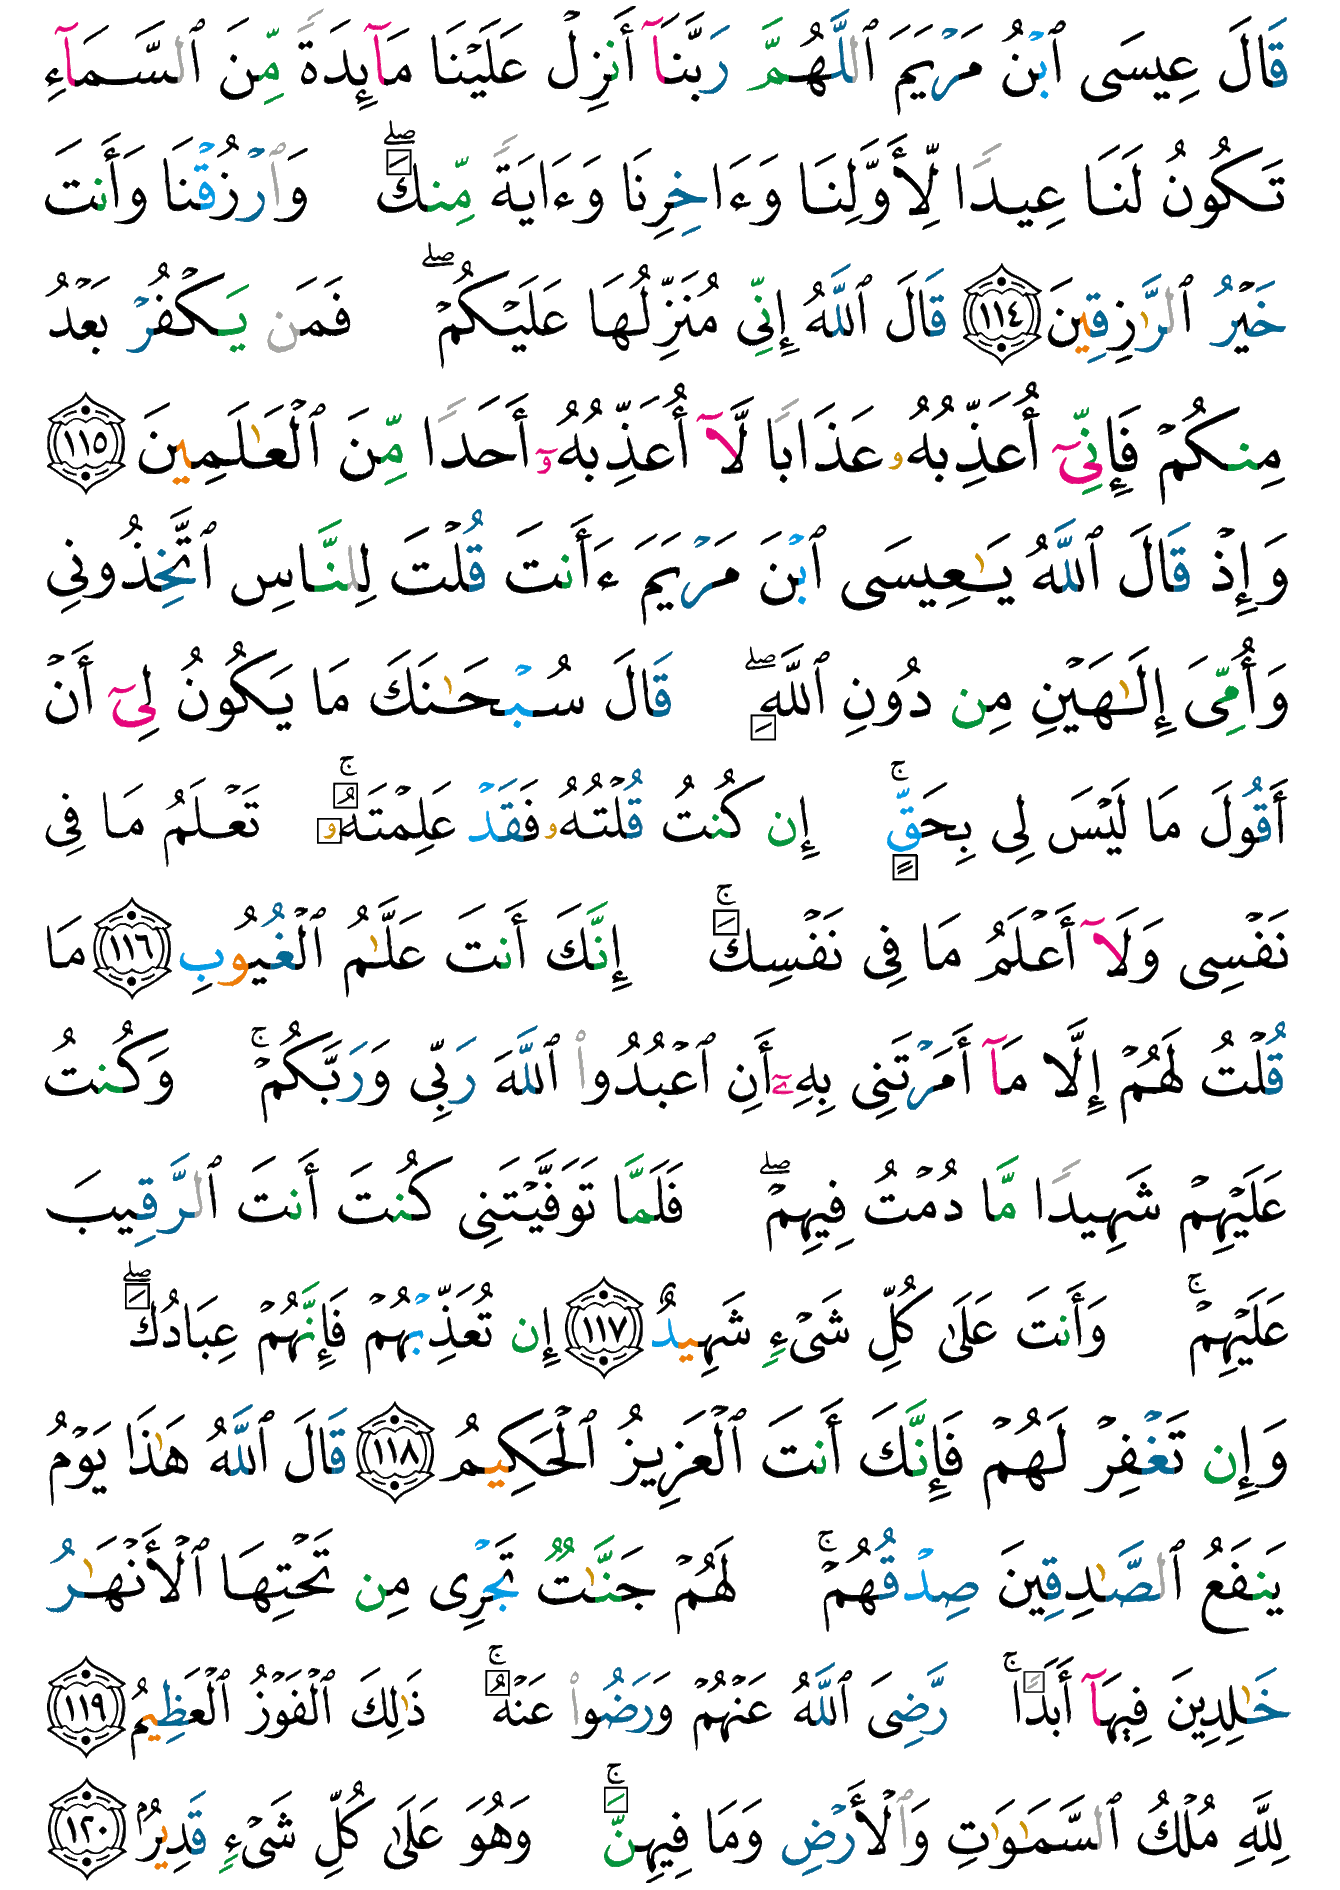 قَالَ عِيسَى ٱبۡنُ مَرۡيَمَ ٱللَّهُمَّ رَبَّنَآ أَنزِلۡ عَلَيۡنَا مَآئِدَةٗ مِّنَ ٱلسَّمَآءِ
تَكُونُ لَنَا عِيدٗا لِّأَوَّلِنَا وَءَاخِرِنَا وَءَايَةٗ مِّنكَۖ وَٱرۡزُقۡنَا وَأَنتَ
خَيۡرُ ٱلرَّٰزِقِينَ ١١٤ قَالَ ٱللَّهُ إِنِّي مُنَزِّلُهَا عَلَيۡكُمۡۖ فَمَن يَكۡفُرۡ بَعۡدُ
مِنكُمۡ فَإِنِّيٓ أُعَذِّبُهُۥ عَذَابٗا لَّآ أُعَذِّبُهُۥٓ أَحَدٗا مِّنَ ٱلۡعَٰلَمِينَ ١١٥
وَإِذۡ قَالَ ٱللَّهُ يَٰعِيسَى ٱبۡنَ مَرۡيَمَ ءَأَنتَ قُلۡتَ لِلنَّاسِ ٱتَّخِذُونِي
وَأُمِّيَ إِلَٰهَيۡنِ مِن دُونِ ٱللَّهِۖ قَالَ سُبۡحَٰنَكَ مَا يَكُونُ لِيٓ أَنۡ
أَقُولَ مَا لَيۡسَ لِي بِحَقٍّۚ إِن كُنتُ قُلۡتُهُۥ فَقَدۡ عَلِمۡتَهُۥۚ تَعۡلَمُ مَا فِي
نَفۡسِي وَلَآ أَعۡلَمُ مَا فِي نَفۡسِكَۚ إِنَّكَ أَنتَ عَلَّٰمُ ٱلۡغُيُوبِ ١١٦ مَا
قُلۡتُ لَهُمۡ إِلَّا مَآ أَمَرۡتَنِي بِهِۦٓ أَنِ ٱعۡبُدُواْ ٱللَّهَ رَبِّي وَرَبَّكُمۡۚ وَكُنتُ
عَلَيۡهِمۡ شَهِيدٗا مَّا دُمۡتُ فِيهِمۡۖ فَلَمَّا تَوَفَّيۡتَنِي كُنتَ أَنتَ ٱلرَّقِيبَ
عَلَيۡهِمۡۚ وَأَنتَ عَلَىٰ كُلِّ شَيۡءٖ شَهِيدٌ ١١٧ إِن تُعَذِّبۡهُمۡ فَإِنَّهُمۡ عِبَادُكَۖ
وَإِن تَغۡفِرۡ لَهُمۡ فَإِنَّكَ أَنتَ ٱلۡعَزِيزُ ٱلۡحَكِيمُ ١١٨ قَالَ ٱللَّهُ هَٰذَا يَوۡمُ
يَنفَعُ ٱلصَّٰدِقِينَ صِدۡقُهُمۡۚ لَهُمۡ جَنَّٰتٞ تَجۡرِي مِن تَحۡتِهَا ٱلۡأَنۡهَٰرُ
خَٰلِدِينَ فِيهَآ أَبَدٗاۚ رَّضِيَ ٱللَّهُ عَنۡهُمۡ وَرَضُواْ عَنۡهُۚ ذَٰلِكَ ٱلۡفَوۡزُ ٱلۡعَظِيمُ ١١٩
لِلَّهِ مُلۡكُ ٱلسَّمَٰوَٰتِ وَٱلۡأَرۡضِ وَمَا فِيهِنَّۚ وَهُوَ عَلَىٰ كُلِّ شَيۡءٖ قَدِيرُۢ ١٢٠